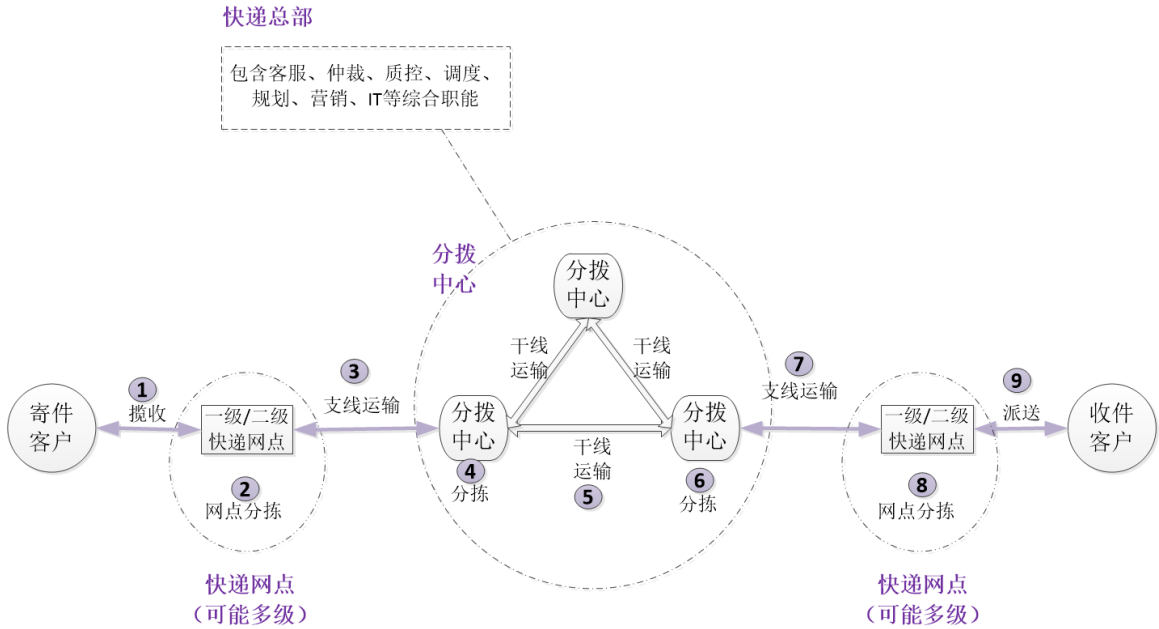 快递总部
包含客服、仲裁、质控、调度、
规划、营销、IT等综合职能
分拨
中心
分拨
中心
干线
运输
干线
运输
1
揽收
寄件
客户
一级/二级
快递网点
2
网点分拣
3
支线运输
分拨
中心
4
分拣
干线
运输
5
分拨
中心
6
分拣
7
支线运输
一级/二级
快递网点
8
网点分拣
9
派送
收件
客户
快递网点
（可能多级）
快递网点
（可能多级）